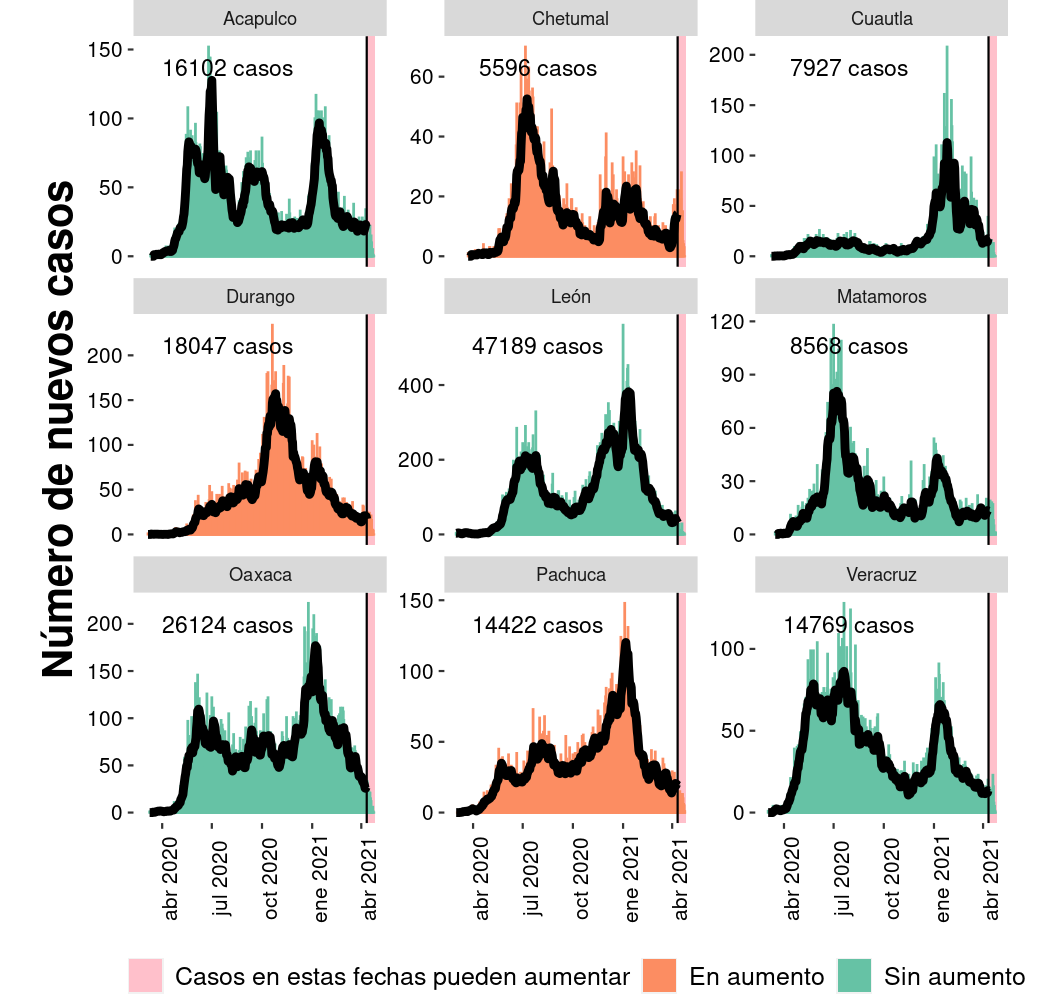 Número de nuevos casos
Acapulco
Chetumal
Cuautla
150
100
50
0
16102 casos
60
40
20
0
5596 casos
200
150
100
50
0
7927 casos
Durango
León
Matamoros
200
150
100
50
0
18047 casos
400
200
0
47189 casos
120
90
60
30
0
8568 casos
Oaxaca
Pachuca
Veracruz
200
150
100
50
0
26124 casos
150
100
50
0
14422 casos
100
50
0
14769 casos
abr 2020
jul 2020
oct 2020
ene 2021
abr 2021
abr 2020
jul 2020
oct 2020
ene 2021
abr 2021
abr 2020
jul 2020
oct 2020
ene 2021
abr 2021
Casos en estas fechas pueden aumentar
En aumento
Sin aumento